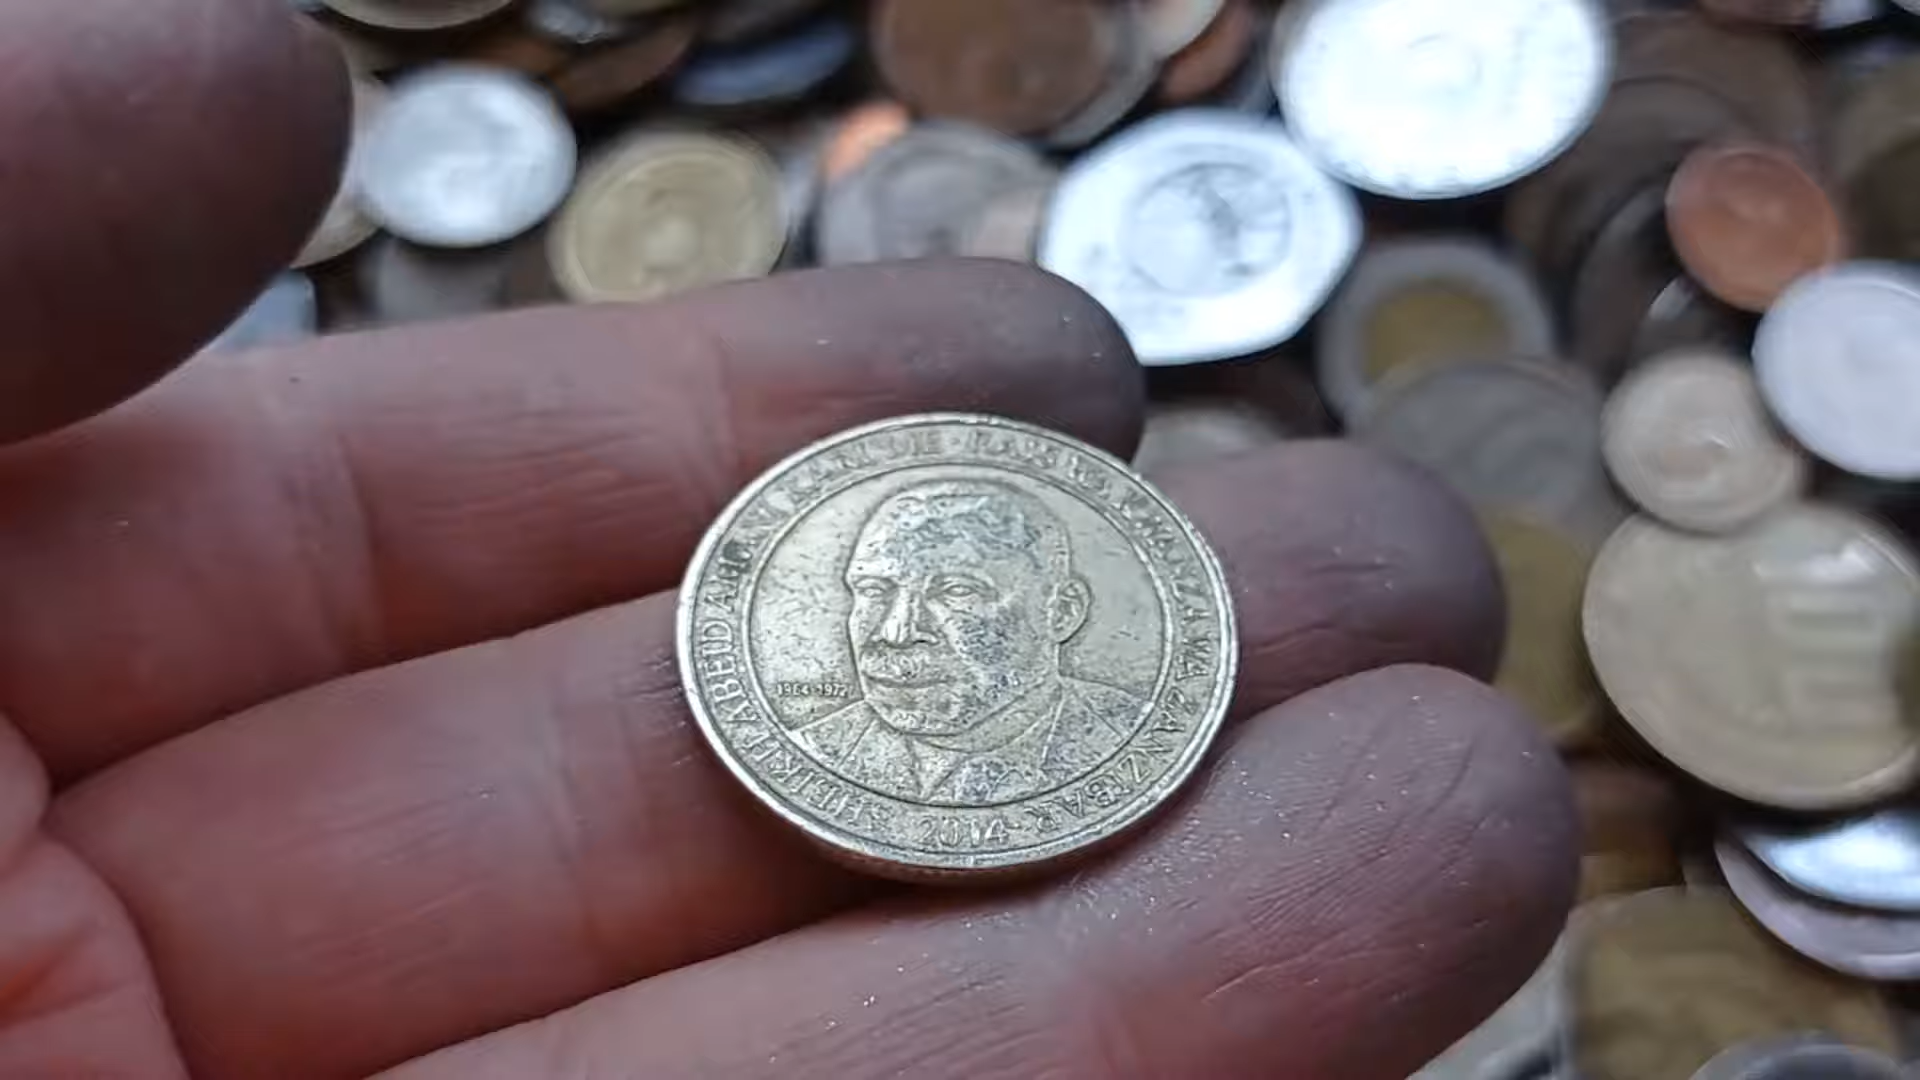 SHEIKH ABEID AMANI KARUME · RAIS WA KWANZA WA ZANZIBAR
1964-1972
2014